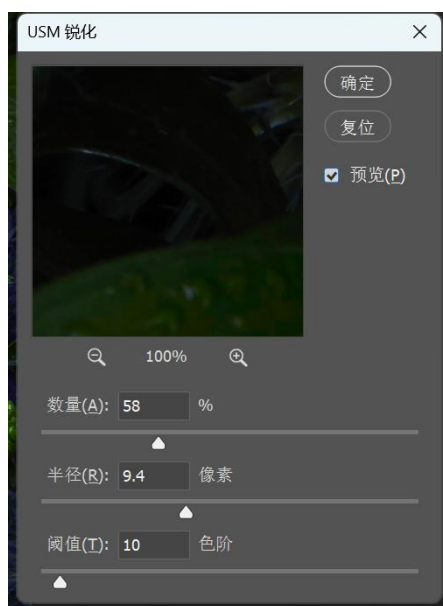 USM 锐化
确定
复位
预览(P)
100%
数量(A): 58 %
半径(R): 9.4 像素
阈值(T): 10 色阶